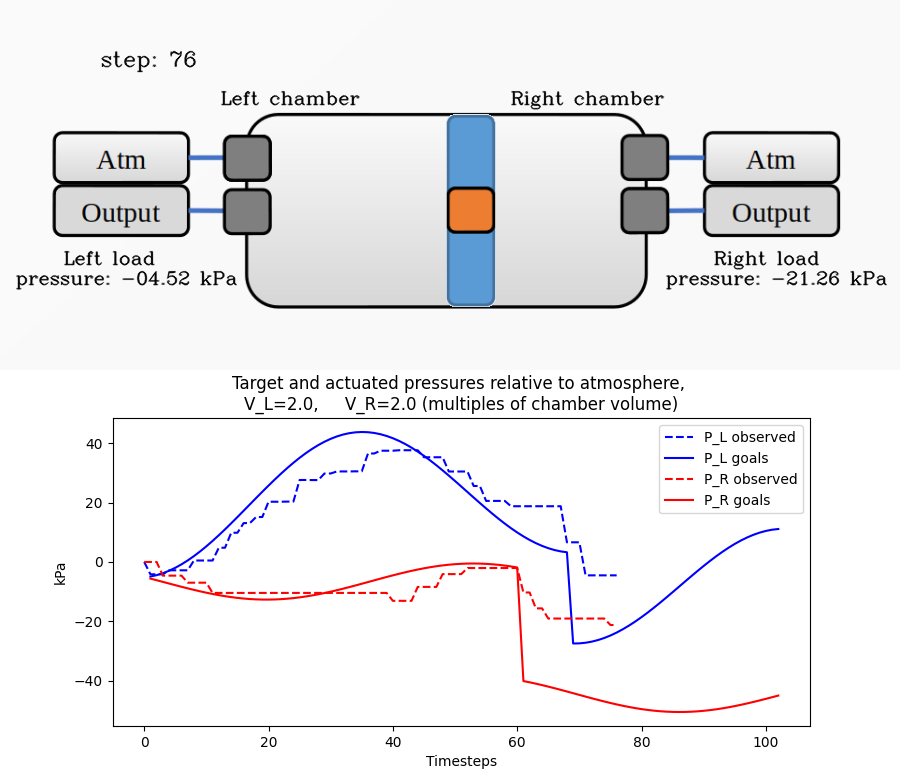 step: 76
Left chamber
Right chamber
Atm
Atm
Output
Output
Left load
pressure: -04.52 kPa
Right load
pressure: -21.26 kPa
Target and actuated pressures relative to atmosphere,
V_L=2.0, V_R=2.0 (multiples of chamber volume)
P_L observed
P_L goals
P_R observed
P_R goals
40
20
0
−20
−40
kPa
0 20 40 60 80 100
Timesteps